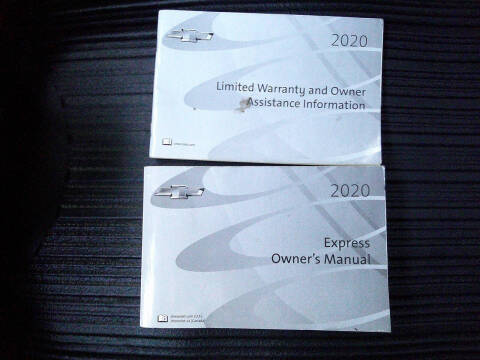 2020
Limited Warranty and Owner
Assistance Information
2020
Express
Owner's Manual